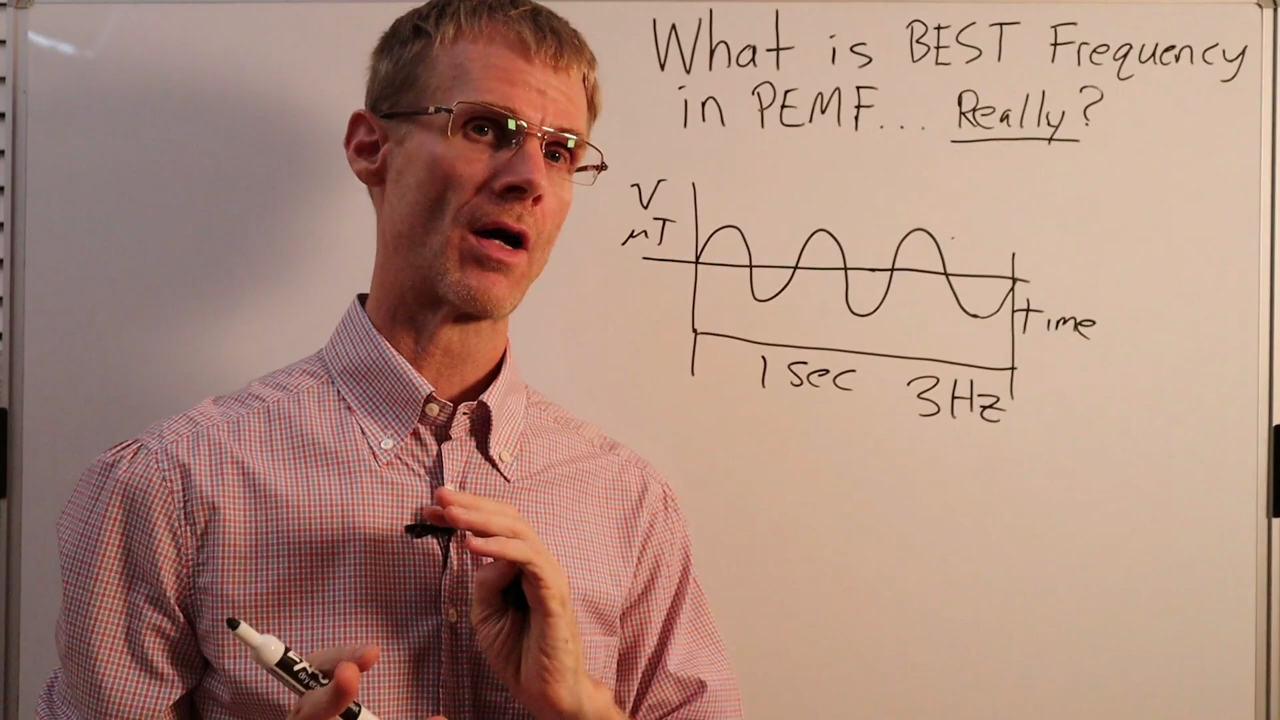 What is BEST Frequency
in PEMF... Really?
V
μT
time
1 sec
3Hz